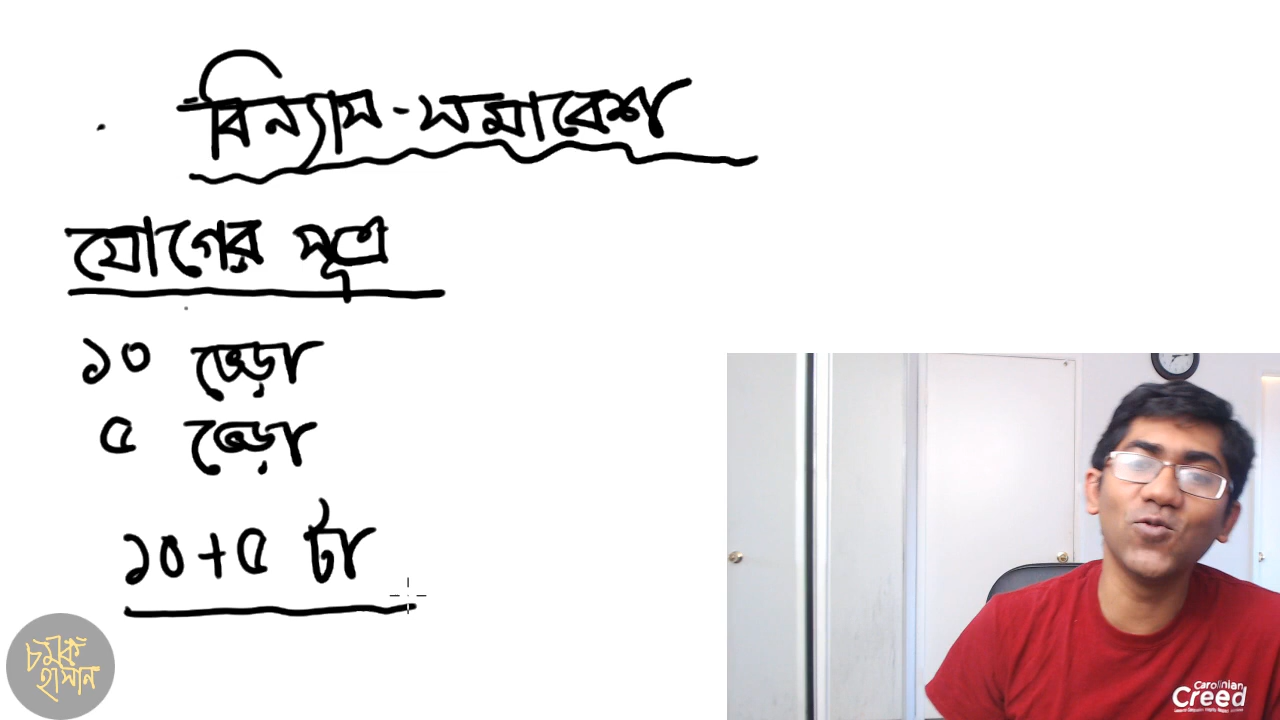 বিন্যাস - সমাবেশ
যোগের সূত্র
১০ ভেড়া
৫ ভেড়া
১০+৫ টা
চমক
হাসান
Carolinian
Creed